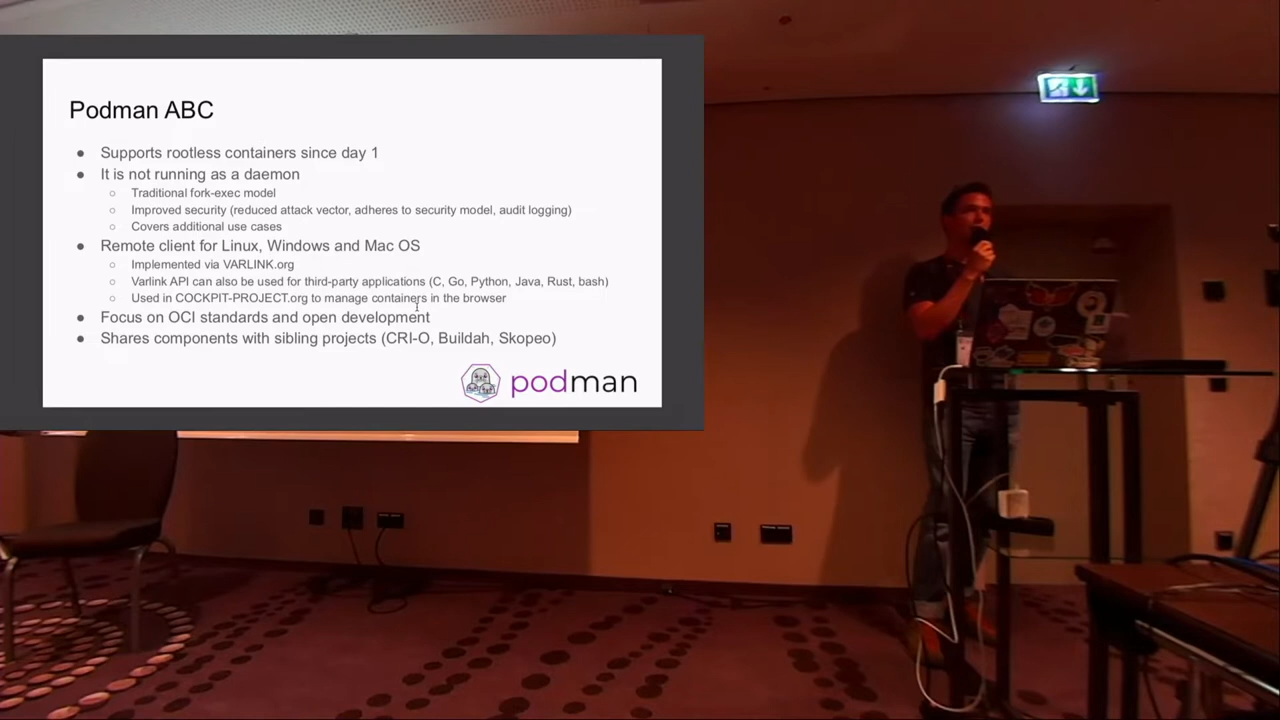 Podman ABC
● Supports rootless containers since day 1
● It is not running as a daemon
○ Traditional fork-exec model
○ Improved security (reduced attack vector, adheres to security model, audit logging)
○ Covers additional use cases
● Remote client for Linux, Windows and Mac OS
○ Implemented via VARLINK.org
○ Varlink API can also be used for third-party applications (C, Go, Python, Java, Rust, bash)
○ Used in COCKPIT-PROJECT.org to manage containers in the browser
● Focus on OCI standards and open development
● Shares components with sibling projects (CRI-O, Buildah, Skopeo)
podman